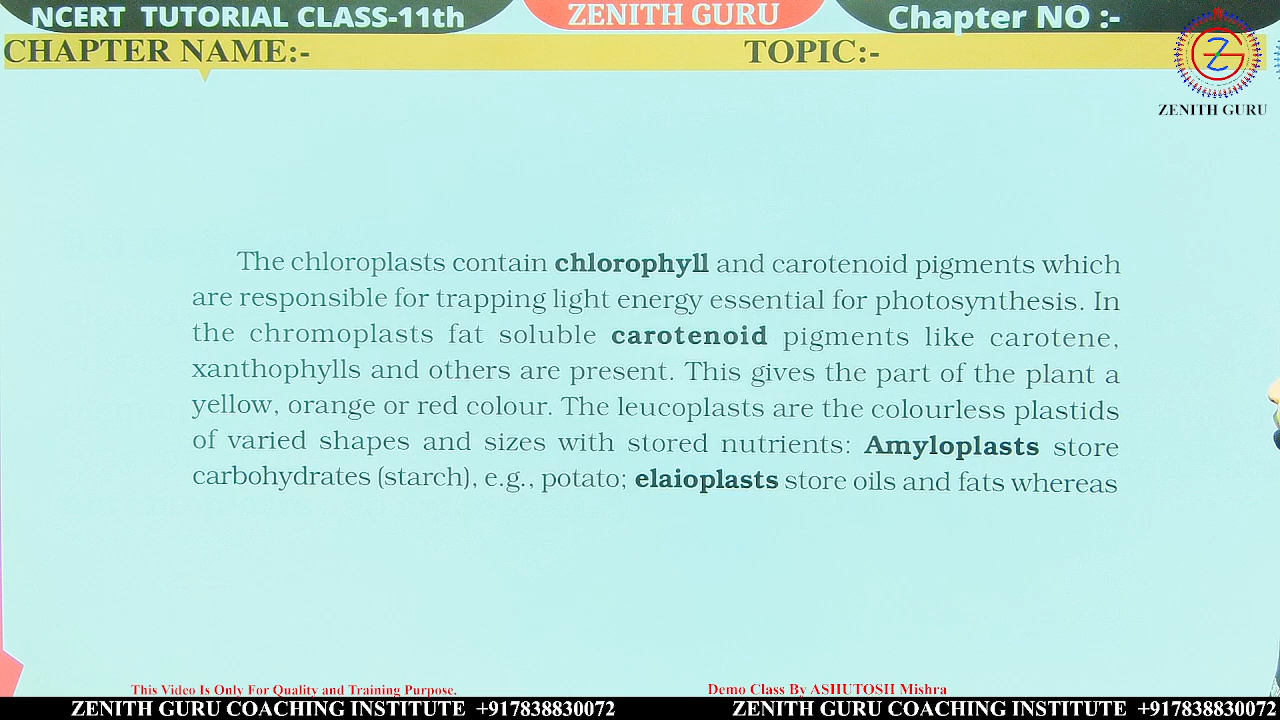 NCERT TUTORIAL CLASS-11th
ZENITH GURU
Chapter NO :-
CHAPTER NAME:-
TOPIC:-
ZENITH GURU
The chloroplasts contain chlorophyll and carotenoid pigments which
are responsible for trapping light energy essential for photosynthesis. In
the chromoplasts fat soluble carotenoid pigments like carotene,
xanthophylls and others are present. This gives the part of the plant a
yellow, orange or red colour. The leucoplasts are the colourless plastids
of varied shapes and sizes with stored nutrients: Amyloplasts store
carbohydrates (starch), e.g., potato; elaioplasts store oils and fats whereas
This Video Is Only For Quality and Training Purpose.
Demo Class By ASHUTOSH Mishra
ZENITH GURU COACHING INSTITUTE +917838830072
ZENITH GURU COACHING INSTITUTE +917838830072